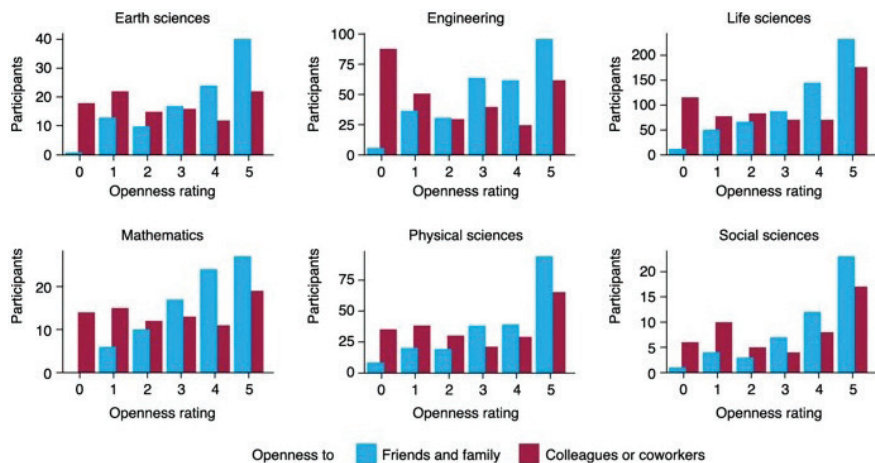 Earth sciences
40
30
20
10
0
Participants
0 1 2 3 4 5
Openness rating
Engineering
100
75
50
25
0
Participants
0 1 2 3 4 5
Openness rating
Life sciences
200
150
100
50
0
Participants
0 1 2 3 4 5
Openness rating
Mathematics
20
10
0
Participants
0 1 2 3 4 5
Openness rating
Physical sciences
75
50
25
0
Participants
0 1 2 3 4 5
Openness rating
Social sciences
20
15
10
5
0
Participants
0 1 2 3 4 5
Openness rating
Openness to Friends and family Colleagues or coworkers